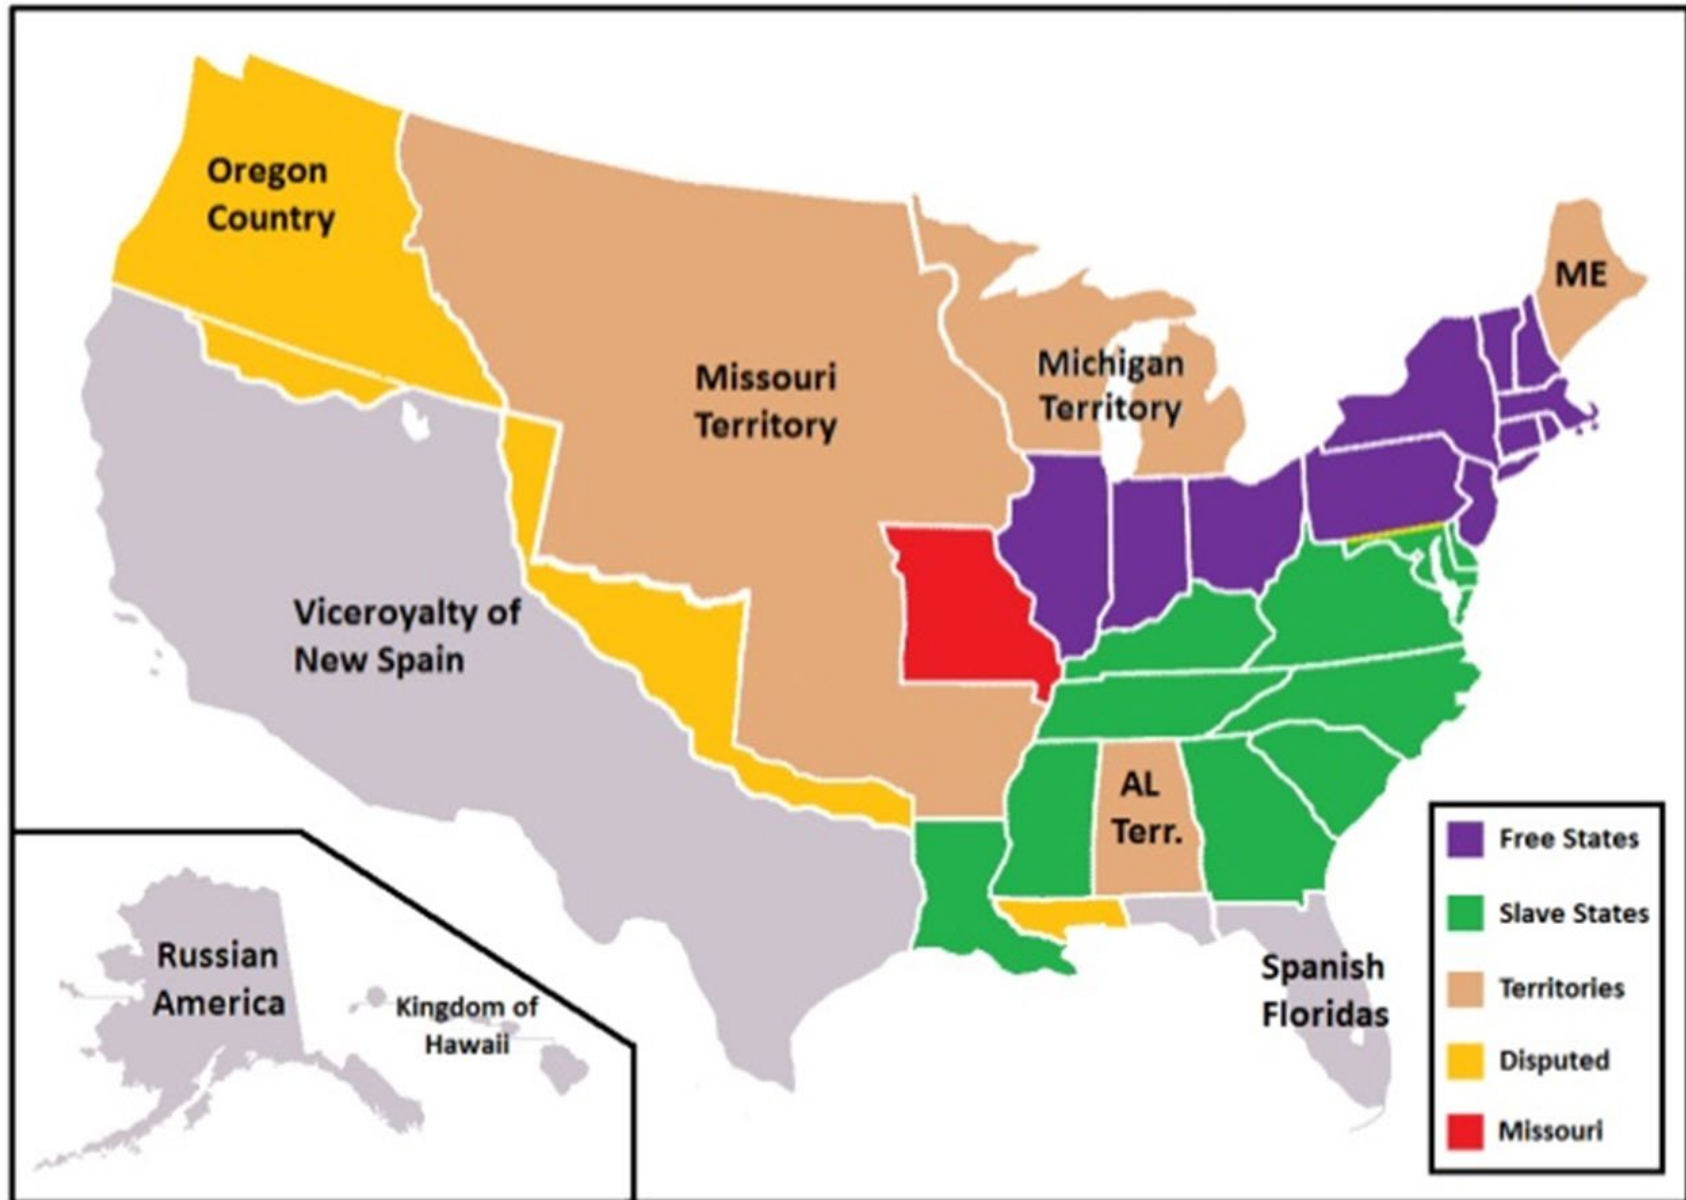 Oregon
Country
ME
Missouri
Territory
Michigan
Territory
Viceroyalty of
New Spain
AL
Terr.
Spanish
Floridas
Russian
America
Kingdom of
Hawaii
Free States
Slave States
Territories
Disputed
Missouri